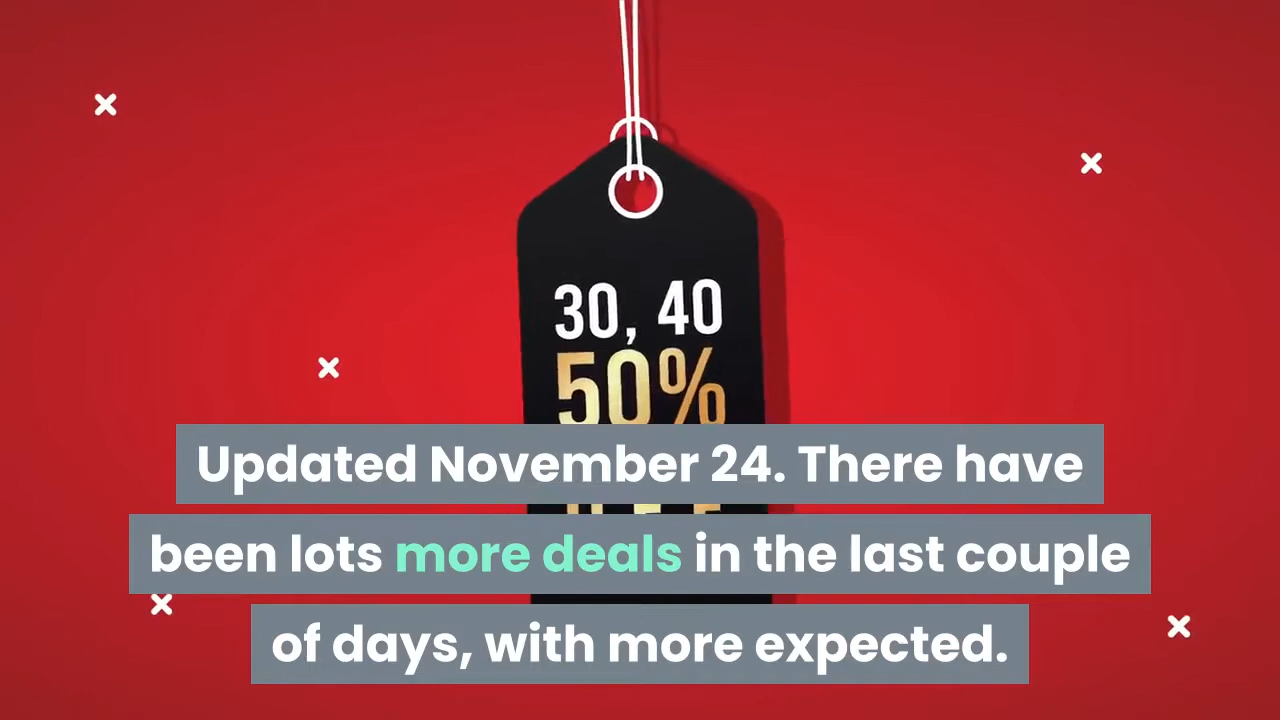 30, 40
50%
Updated November 24. There have
been lots more deals in the last couple
of days, with more expected.